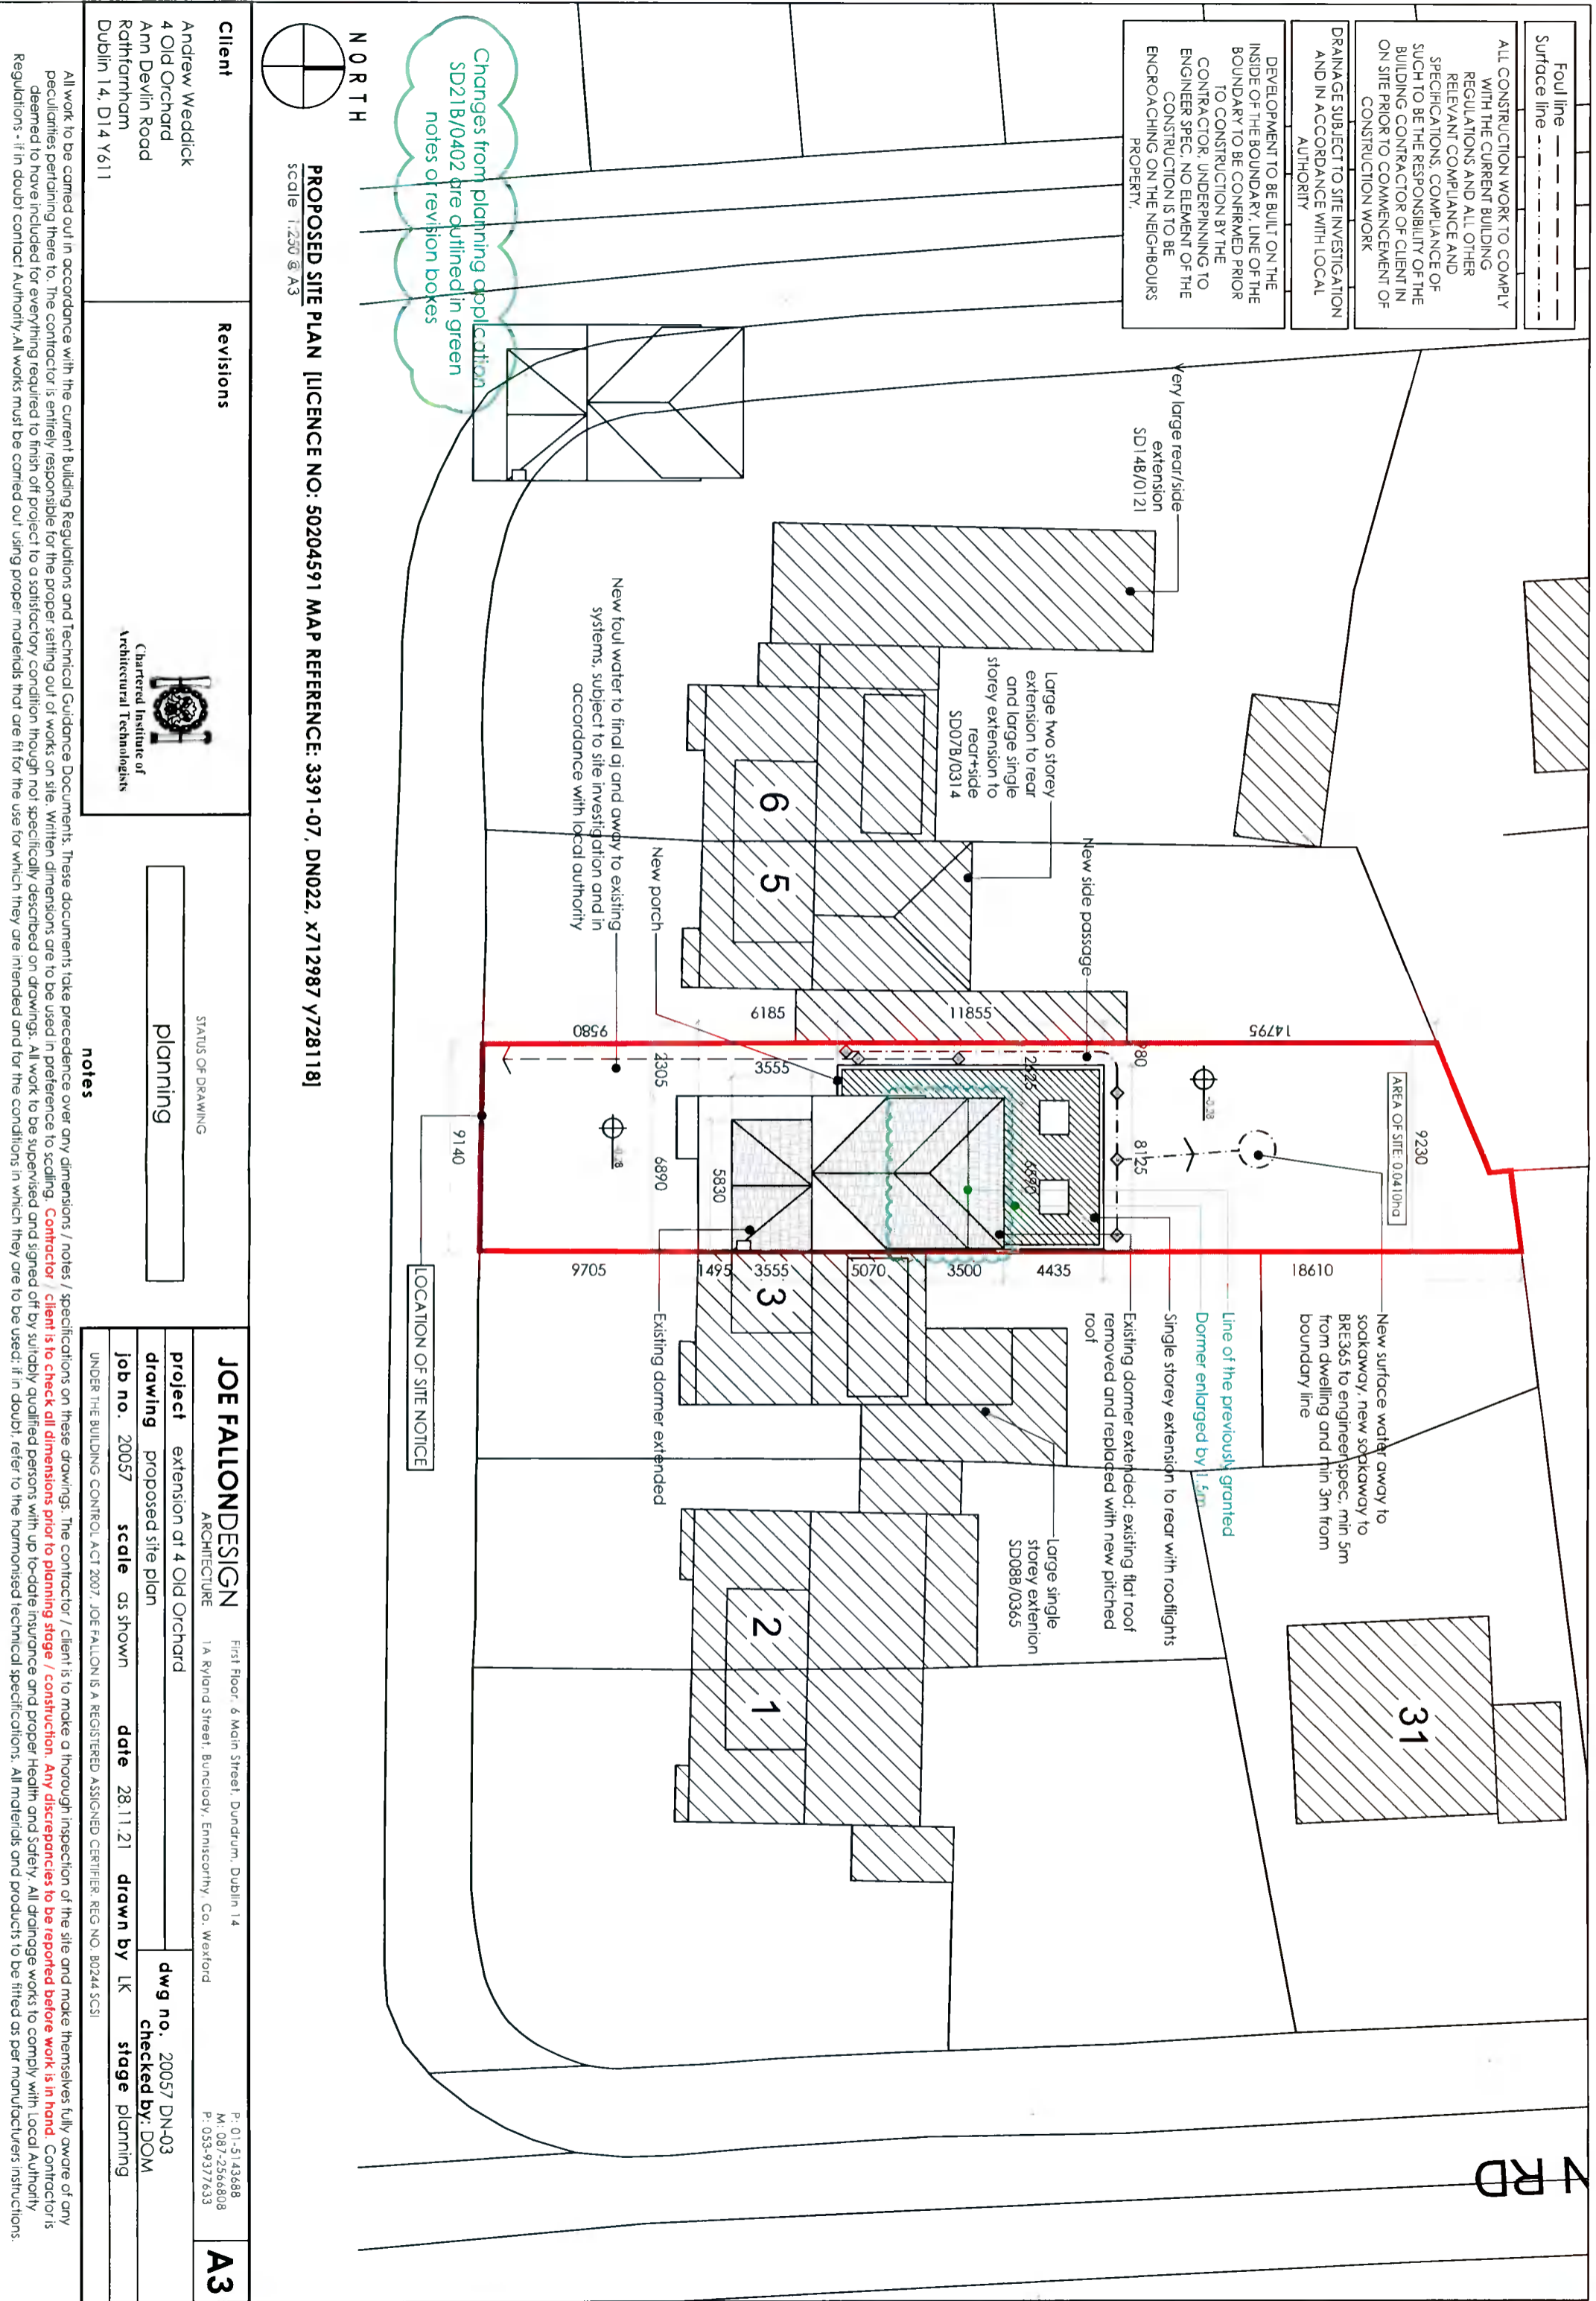 Foul line
Surface line
ALL CONSTRUCTION WORK TO COMPLY
WITH THE CURRENT BUILDING
REGULATIONS AND ALL OTHER
RELEVANT COMPLIANCE AND
SPECIFICATIONS, COMPLIANCE OF
SUCH TO BE THE RESPONSIBILITY OF THE
BUILDING CONTRACTOR OF CLIENT IN
ON SITE PRIOR TO COMMENCEMENT OF
CONSTRUCTION WORK
DRAINAGE SUBJECT TO SITE INVESTIGATION
AND IN ACCORDANCE WITH LOCAL
AUTHORITY
DEVELOPMENT TO BE BUILT ON THE
INSIDE OF THE BOUNDARY, LINE OF THE
BOUNDARY TO BE CONFIRMED PRIOR
TO CONSTRUCTION BY THE
CONTRACTOR, UNDERPINNING TO
ENGINEER SPEC, NO ELEMENT OF THE
CONSTRUCTION IS TO BE
ENCROACHING ON THE NEIGHBOURS
PROPERTY.
Very large rear/side
extension
SD14B/0121
Large two storey
extension to rear
and large single
storey extension to
rear+side
SD07B/0314
New side passage
New porch
New foul water to final aj and away to existing
systems, subject to site investigation and in
accordance with local authority
6
5
3
2
1
31
N RD
AREA OF SITE: 0.0410ha
9230
14795
18610
11855
6185
9580
980
8125
2625
6590
3555
2305
6890
5830
9140
9705
1495
3555
5070
3500
4435
-0.28
New surface water away to
soakaway, new soakaway to
BRE365 to engineer spec, min 5m
from dwelling and min 3m from
boundary line
Line of the previously granted
Dormer enlarged by 1.5m
Single storey extension to rear with rooflights
Existing dormer extended; existing flat roof
removed and replaced with new pitched
roof
Existing dormer extended
Large single
storey extenion
SD08B/0365
LOCATION OF SITE NOTICE
Changes from planning application
SD21B/0402 are outlined in green
notes or revision boxes
NORTH
PROPOSED SITE PLAN [LICENCE NO: 50204591 MAP REFERENCE: 3391-07, DN022, x712987 y728118]
scale 1:250 @ A3
Client
Andrew Weddick
4 Old Orchard
Ann Devlin Road
Rathfarnham
Dublin 14, D14 Y611
Revisions
Chartered Institute of
Architectural Technologists
STATUS OF DRAWING
planning
JOE FALLONDESIGN
ARCHITECTURE
First Floor, 6 Main Street, Dundrum, Dublin 14
1A Ryland Street, Bunclody, Enniscorthy, Co. Wexford
P: 01-5143688
M: 087-2566808
P: 053-9377633
A3
project extension at 4 Old Orchard
drawing proposed site plan
dwg no. 20057 DN-03
checked by: DOM
job no. 20057 scale as shown date 28.11.21 drawn by LK stage planning
UNDER THE BUILDING CONTROL ACT 2007, JOE FALLON IS A REGISTERED ASSIGNED CERTIFIER, REG NO. B0244 SCSI
notes
All work to be carried out in accordance with the current Building Regulations and Technical Guidance Documents. These documents take precedence over any dimensions / notes / specifications on these drawings. The contractor / client is to make a thorough inspection of the site and make themselves fully aware of any
peculiarities pertaining there to. The contractor is entirely responsible for the proper setting out of works on site. Written dimensions are to be used in preference to scaling. Contractor / client is to check all dimensions prior to planning stage / construction. Any discrepancies to be reported before work is in hand. Contractor is
deemed to have included for everything required to finish off project to a satisfactory condition though not specifically described on drawings. All work to be supervised and signed off by suitably qualified persons with up to-date insurance and proper Health and Safety. All drainage works to comply with Local Authority
Regulations - if in doubt contact Authority.All works must be carried out using proper materials that are fit for the use for which they are intended and for the conditions in which they are to be used; if in doubt, refer to the harmonised technical specifications. All materials and products to be fitted as per manufacturers instructions.